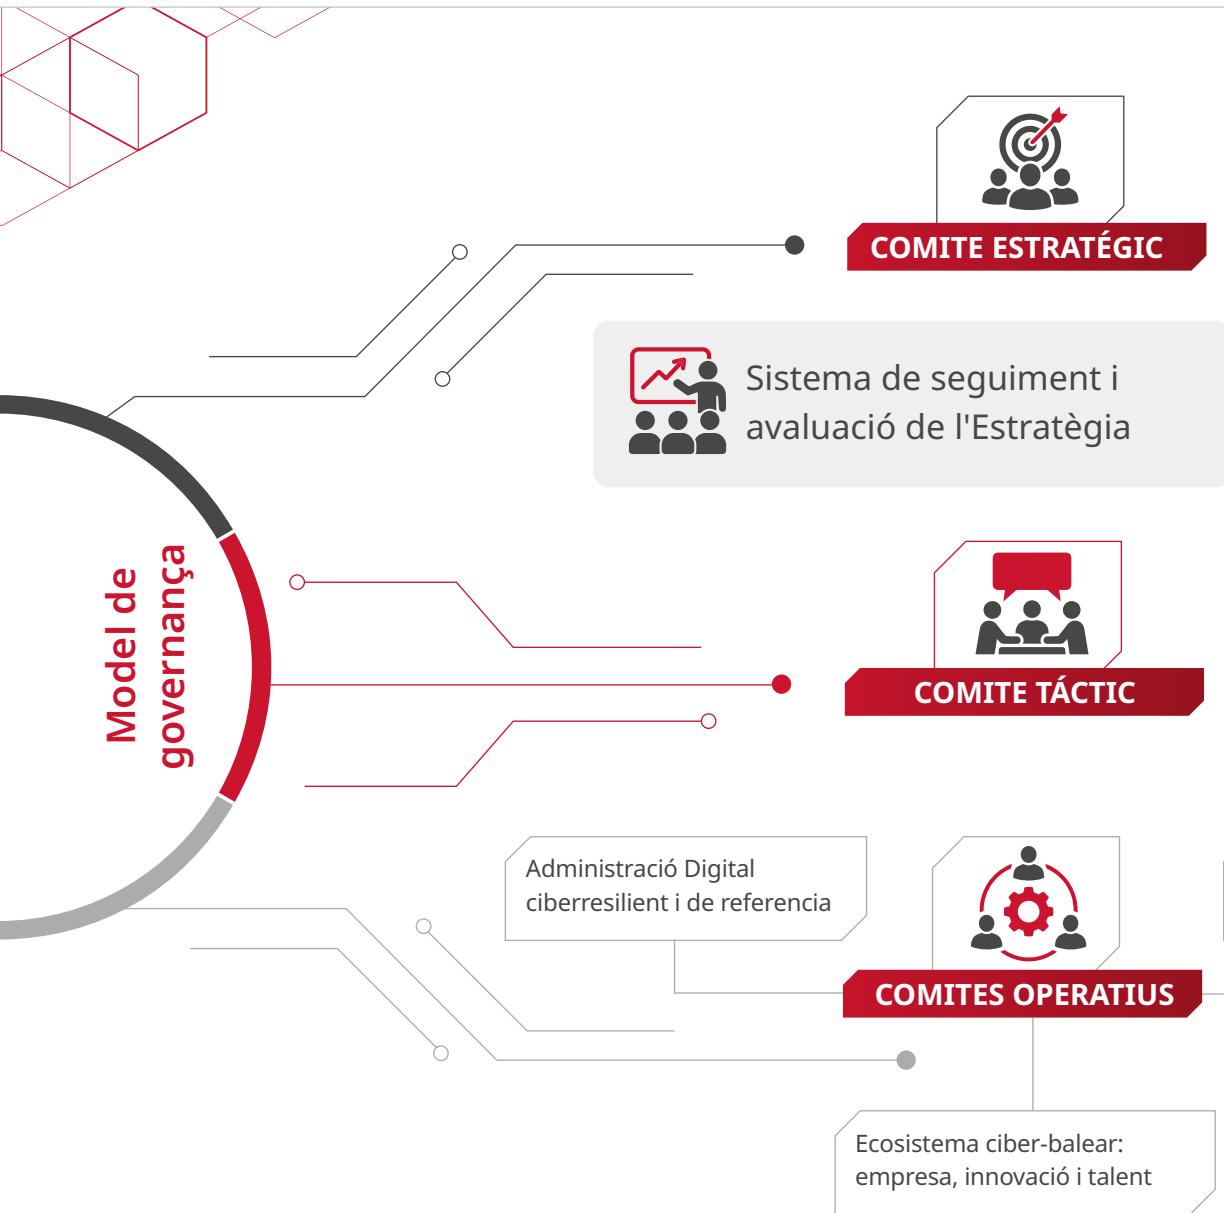 COMITE ESTRATÉGIC
Sistema de seguiment i
avaluació de l'Estratègia
Model de
governança
COMITE TÁCTIC
Administració Digital
ciberresilient i de referencia
COMITES OPERATIUS
Ecosistema ciber-balear:
empresa, innovació i talent